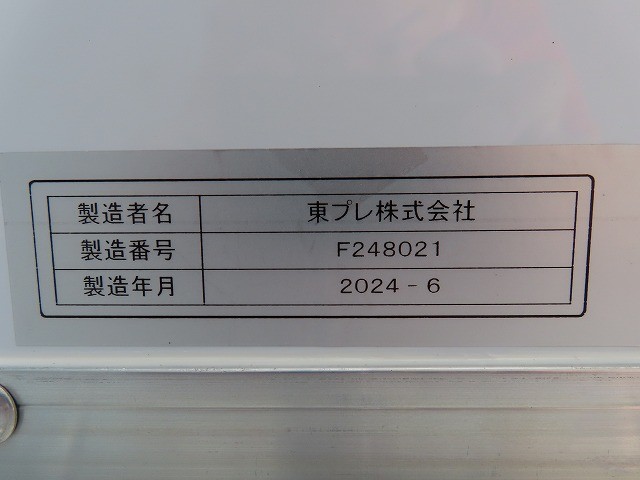 製造者名 東プレ株式会社
製造番号 F248021
製造年月 2024-6